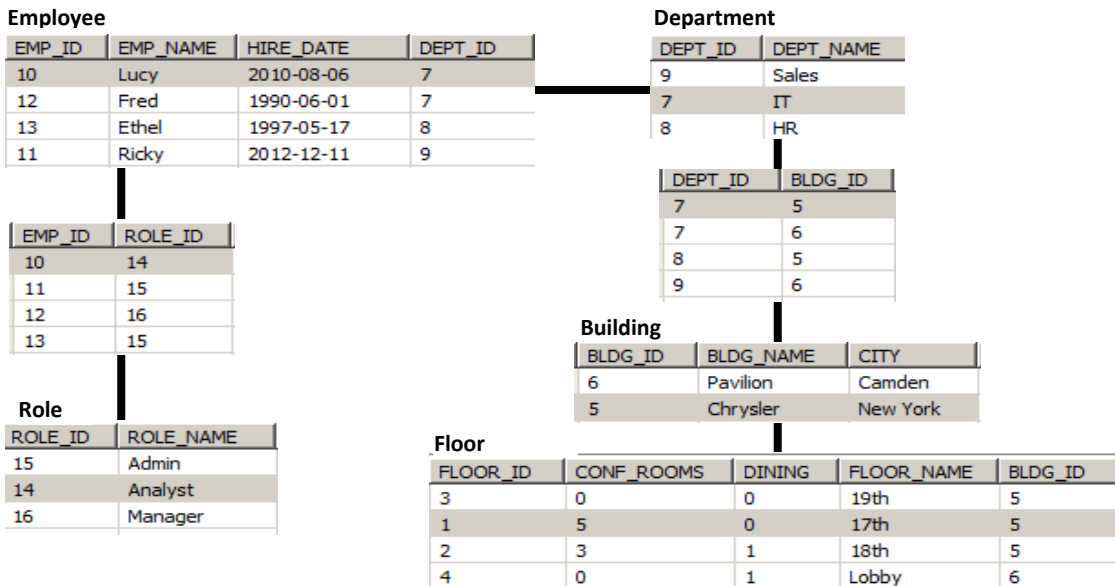 Employee
EMP_ID EMP_NAME HIRE_DATE DEPT_ID
10 Lucy 2010-08-06 7
12 Fred 1990-06-01 7
13 Ethel 1997-05-17 8
11 Ricky 2012-12-11 9
Department
DEPT_ID DEPT_NAME
9 Sales
7 IT
8 HR
DEPT_ID BLDG_ID
7 5
7 6
8 5
9 6
EMP_ID ROLE_ID
10 14
11 15
12 16
13 15
Building
BLDG_ID BLDG_NAME CITY
6 Pavilion Camden
5 Chrysler New York
Role
ROLE_ID ROLE_NAME
15 Admin
14 Analyst
16 Manager
Floor
FLOOR_ID CONF_ROOMS DINING FLOOR_NAME BLDG_ID
3 0 0 19th 5
1 5 0 17th 5
2 3 1 18th 5
4 0 1 Lobby 6